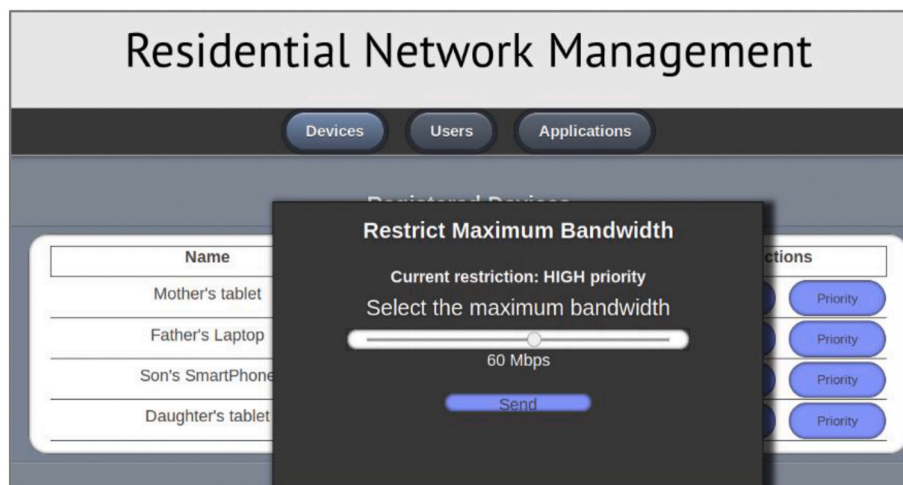 Residential Network Management
Devices Users Applications
Restrict Maximum Bandwidth
Name
Current restriction: HIGH priority
Mother's tablet Priority
Select the maximum bandwidth
Father's Laptop Priority
60 Mbps
Son's SmartPhone Priority
Send
Daughter's tablet Priority